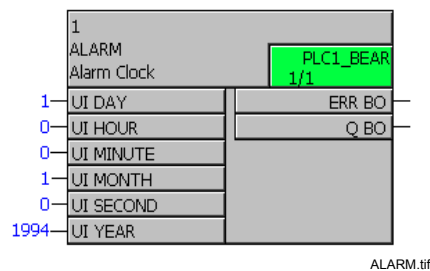 1
ALARM
Alarm Clock
PLC1_BEAR
1/1
1 UI DAY ERR BO
0 UI HOUR Q BO
0 UI MINUTE
1 UI MONTH
0 UI SECOND
1994 UI YEAR
ALARM.tif